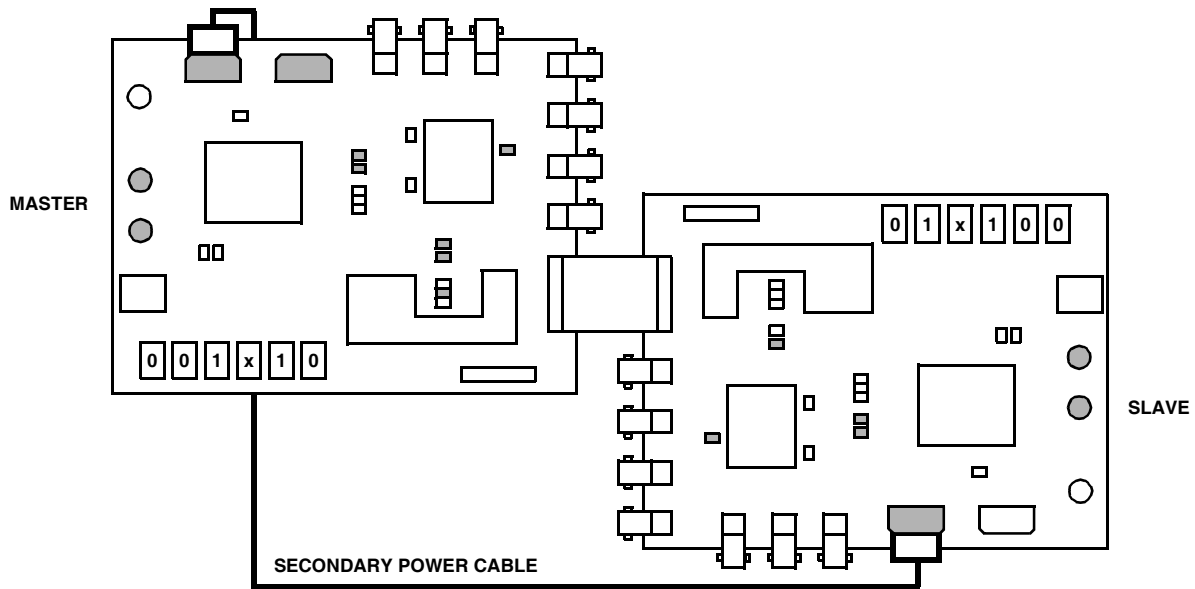 MASTER
0 1 x 1 0 0
0 0 1 x 1 0
SLAVE
SECONDARY POWER CABLE